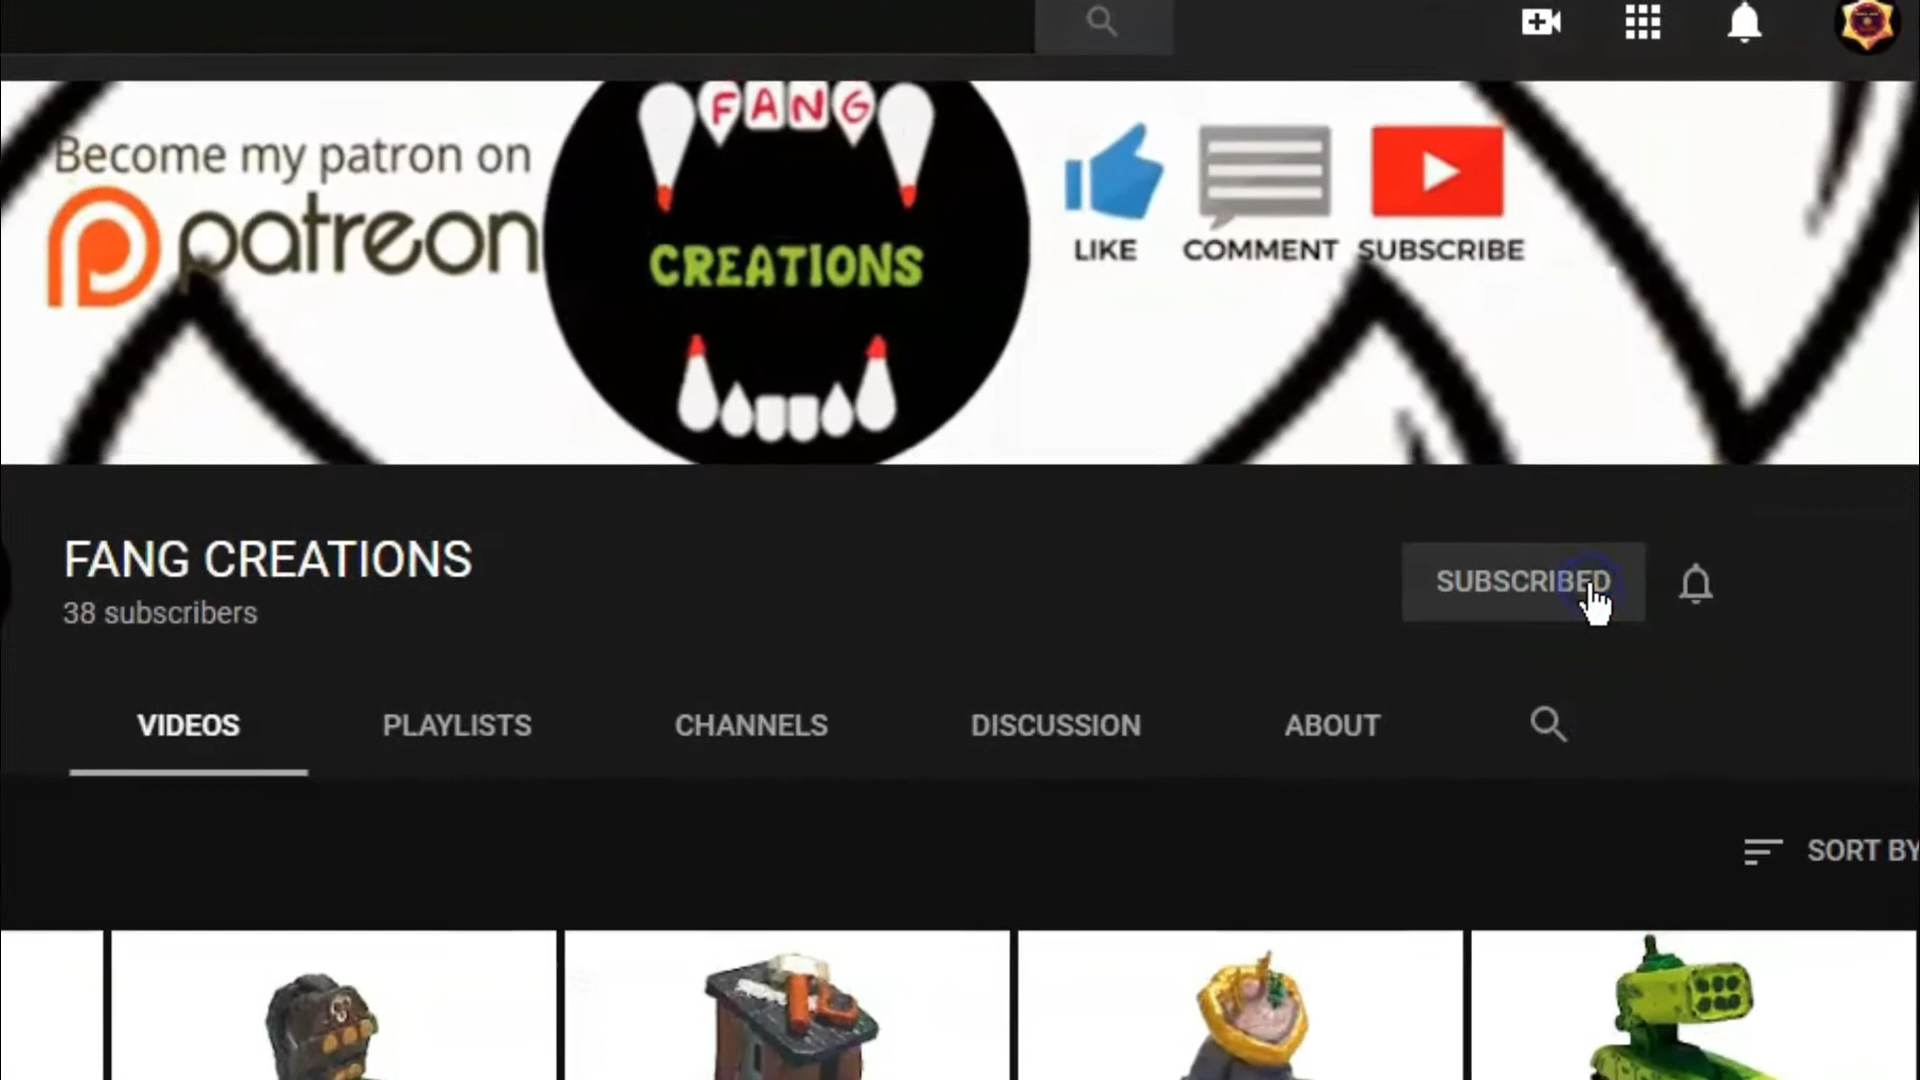 Become my patron on
patreon
FANG
CREATIONS
LIKE
COMMENT
SUBSCRIBE
FANG CREATIONS
38 subscribers
SUBSCRIBED
VIDEOS
PLAYLISTS
CHANNELS
DISCUSSION
ABOUT
SORT BY